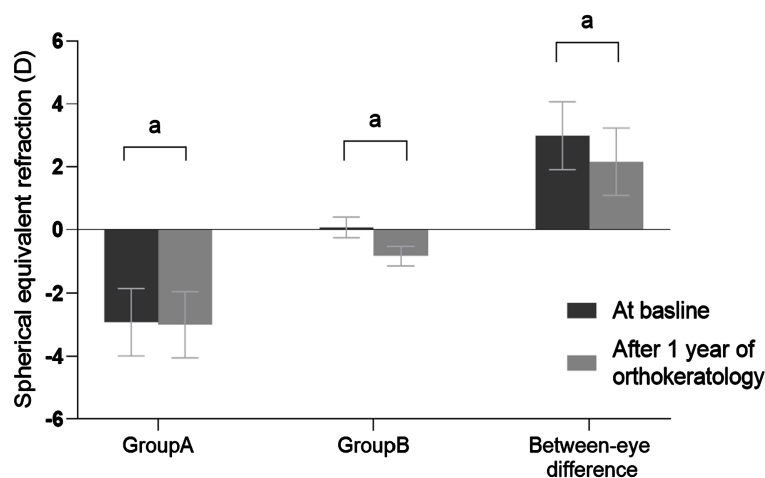 Spherical equivalent refraction (D)
6
4
2
0
-2
-4
-6
a
a
a
At basline
After 1 year of
orthokeratology
GroupA
GroupB
Between-eye
difference